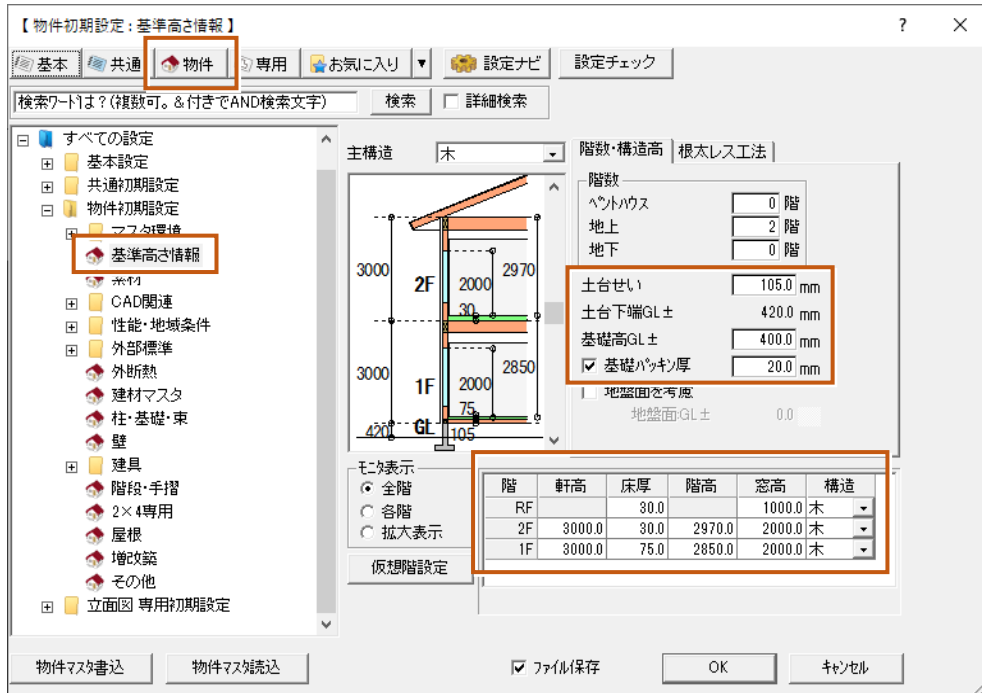 【 物件初期設定 : 基準高さ情報 】 ?
基本 共通 物件 専用 お気に入り ▼ 設定ナビ 設定チェック
検索ワードは？(複数可。＆付きでAND検索文字) 検索 詳細検索
すべての設定
基本設定
共通初期設定
物件初期設定
マスタ環境
基準高さ情報
素材
CAD関連
性能・地域条件
外部標準
外断熱
建材マスタ
柱・基礎・束
壁
建具
階段・手摺
2×4専用
屋根
増改築
その他
立面図 専用初期設定
主構造 木
3000 2F 2000 2970
30
3000 1F 2000 2850
75
420 GL 105
階数・構造高 根太レス工法
階数
ペントハウス 0 階
地上 2 階
地下 0 階
土台せい 105.0 mm
土台下端GL± 420.0 mm
基礎高GL± 400.0 mm
基礎パッキン厚 20.0 mm
地盤面を考慮
地盤面:GL± 0.0
モニタ表示
全階
各階
拡大表示
仮想階設定
階 軒高 床厚 階高 窓高 構造
RF 30.0 1000.0 木
2F 3000.0 30.0 2970.0 2000.0 木
1F 3000.0 75.0 2850.0 2000.0 木
物件マスタ書込 物件マスタ読込 ファイル保存 OK キャンセル